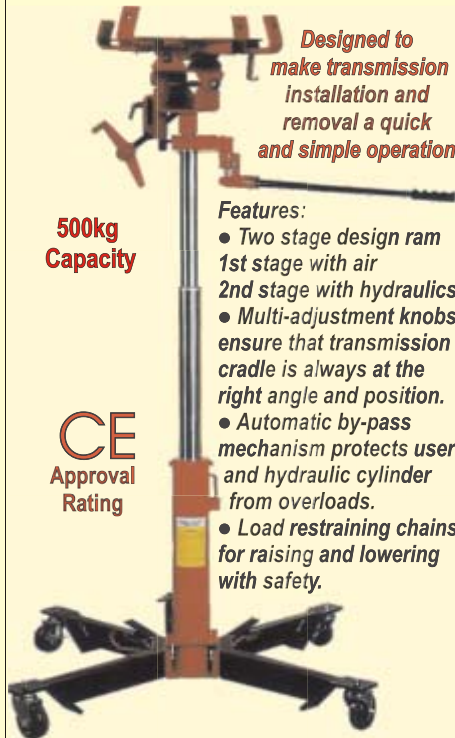 Designed to
make transmission
installation and
removal a quick
and simple operation
500kg
Capacity
Features:
● Two stage design ram
1st stage with air
2nd stage with hydraulics
● Multi-adjustment knobs
ensure that transmission
cradle is always at the
right angle and position.
● Automatic by-pass
mechanism protects user
and hydraulic cylinder
from overloads.
● Load restraining chains
for raising and lowering
with safety.
CE
Approval
Rating